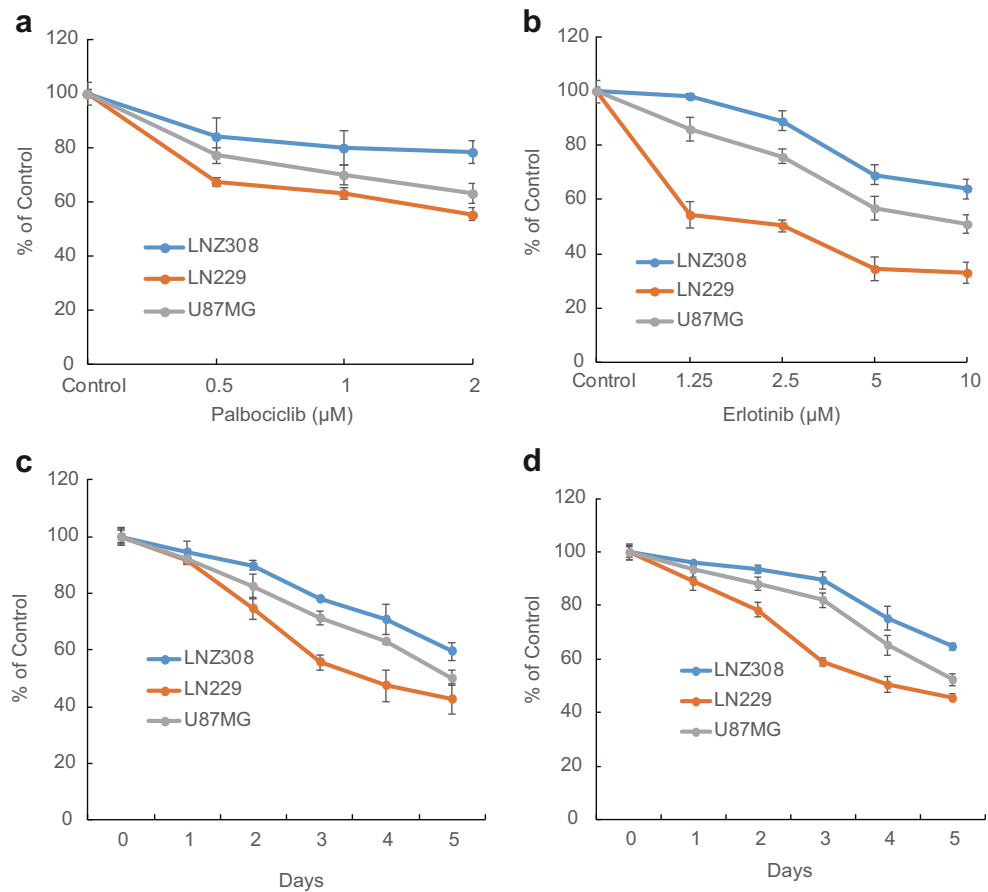 a
120
100
80
60
40
20
0
% of Control
LNZ308
LN229
U87MG
Control 0.5 1 2
Palbociclib (µM)
b
120
100
80
60
40
20
0
% of Control
LNZ308
LN229
U87MG
Control 1.25 2.5 5 10
Erlotinib (µM)
c
120
100
80
60
40
20
0
% of Control
LNZ308
LN229
U87MG
0 1 2 3 4 5
Days
d
120
100
80
60
40
20
0
% of Control
LNZ308
LN229
U87MG
0 1 2 3 4 5
Days